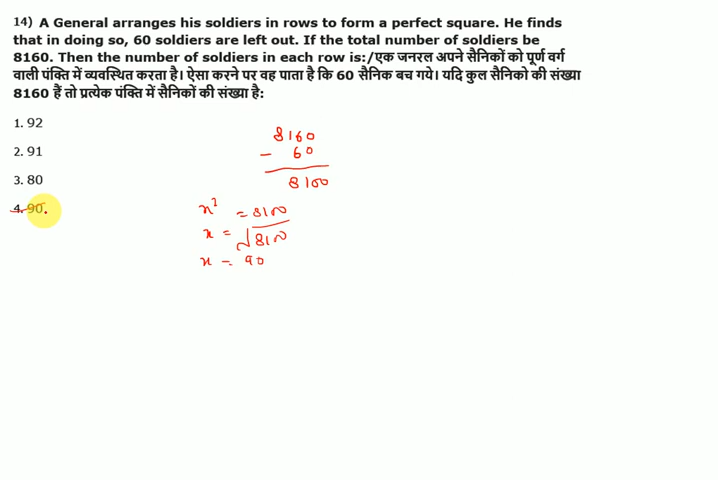 14) A General arranges his soldiers in rows to form a perfect square. He finds
that in doing so, 60 soldiers are left out. If the total number of soldiers be
8160. Then the number of soldiers in each row is:/एक जनरल अपने सैनिकों को पूर्ण वर्ग
वाली पंक्ति में व्यवस्थित करता है। ऐसा करने पर वह पाता है कि 60 सैनिक बच गये। यदि कुल सैनिको की संख्या
8160 हैं तो प्रत्येक पंक्ति में सैनिकों की संख्या है:
1. 92
2. 91
3. 80
4. 90.
8160
- 60
8100
x² = 8100
x = √8100
x = 90